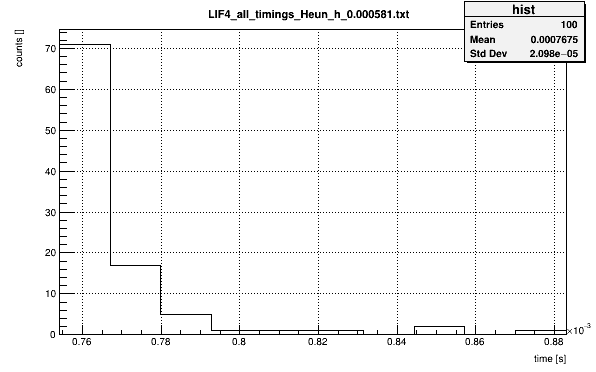 LIF4_all_timings_Heun_h_0.000581.txt
hist
Entries 100
Mean 0.0007675
Std Dev 2.098e−05
counts []
70
60
50
40
30
20
10
0
0.76 0.78 0.8 0.82 0.84 0.86 0.88
×10⁻³
time [s]